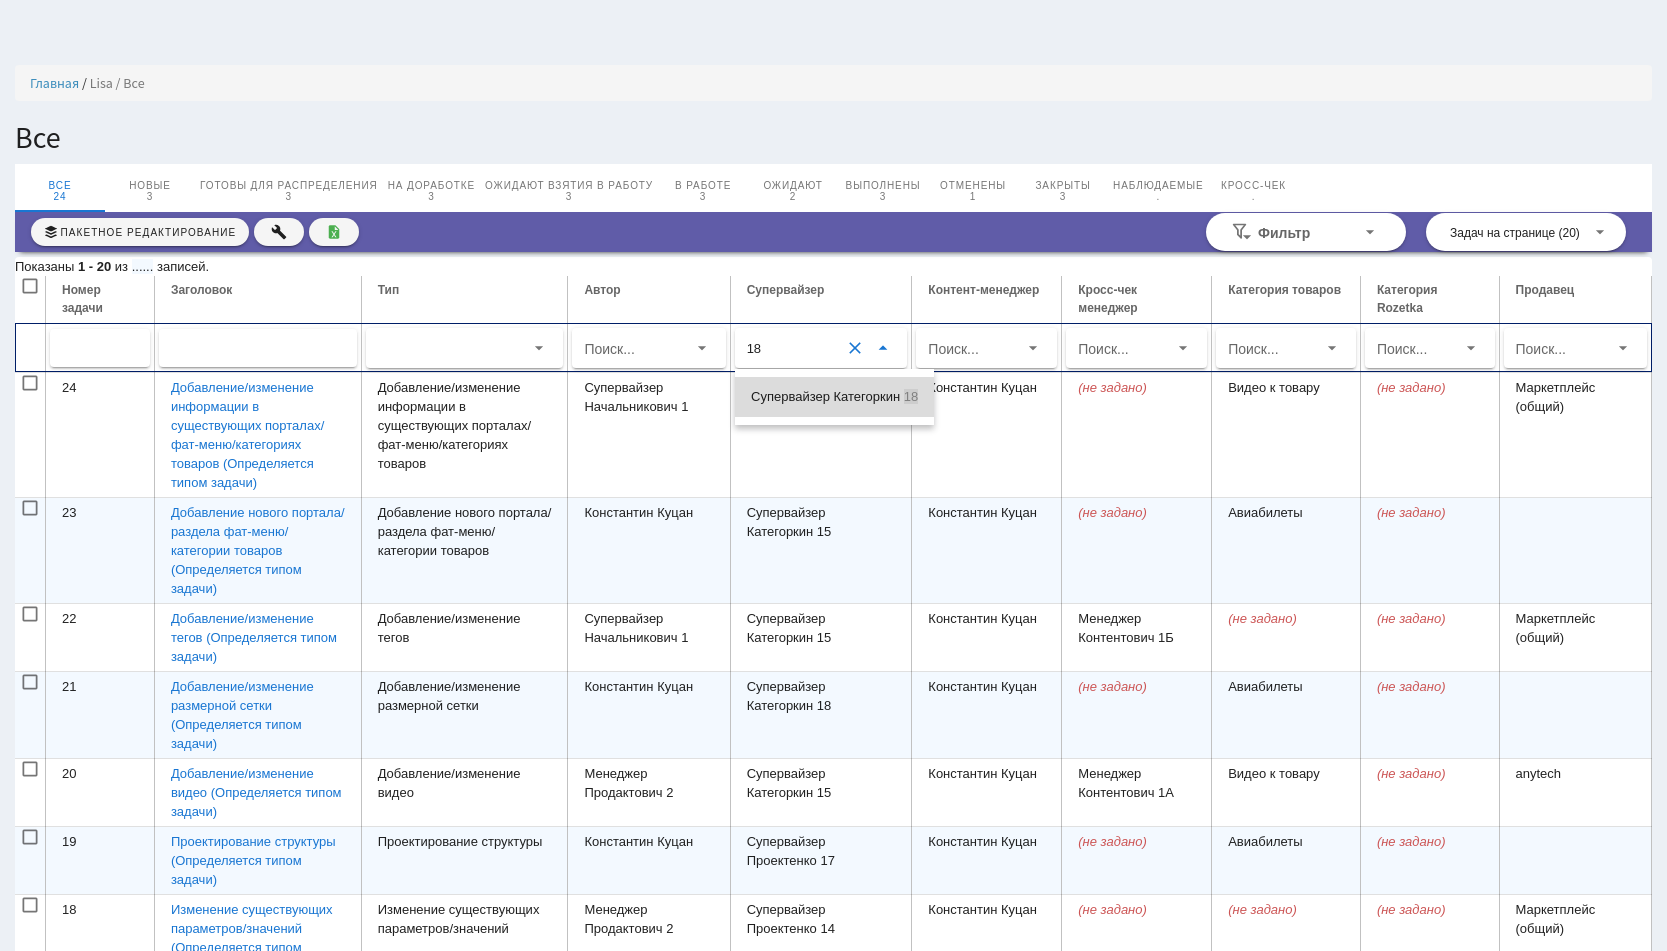 Главная / Lisa / Все
Все
ВСЕ НОВЫЕ ГОТОВЫ ДЛЯ РАСПРЕДЕЛЕНИЯ НА ДОРАБОТКЕ ОЖИДАЮТ ВЗЯТИЯ В РАБОТУ В РАБОТЕ ОЖИДАЮТ ВЫПОЛНЕНЫ ОТМЕНЕНЫ ЗАКРЫТЫ НАБЛЮДАЕМЫЕ КРОСС-ЧЕК
24 3 3 3 3 3 2 3 1 3 . .
ПАКЕТНОЕ РЕДАКТИРОВАНИЕ Фильтр Задач на странице (20)
Показаны 1 - 20 из ...... записей.
Номер Заголовок Тип Автор Супервайзер Контент-менеджер Кросс-чек Категория товаров Категория Продавец
задачи менеджер Rozetka
Поиск... 18 Поиск... Поиск... Поиск... Поиск... Поиск...
24 Добавление/изменение Добавление/изменение Супервайзер Супервайзер Категоркин 18 Константин Куцан (не задано) Видео к товару (не задано) Маркетплейс
информации в информации в Начальникович 1 (общий)
существующих порталах/ существующих порталах/
фат-меню/категориях фат-меню/категориях
товаров (Определяется товаров
типом задачи)
23 Добавление нового портала/ Добавление нового портала/ Константин Куцан Супервайзер Константин Куцан (не задано) Авиабилеты (не задано)
раздела фат-меню/ раздела фат-меню/ Категоркин 15
категории товаров категории товаров
(Определяется типом
задачи)
22 Добавление/изменение Добавление/изменение Супервайзер Супервайзер Константин Куцан Менеджер (не задано) (не задано) Маркетплейс
тегов (Определяется типом тегов Начальникович 1 Категоркин 15 Контентович 1Б (общий)
задачи)
21 Добавление/изменение Добавление/изменение Константин Куцан Супервайзер Константин Куцан (не задано) Авиабилеты (не задано)
размерной сетки размерной сетки Категоркин 18
(Определяется типом
задачи)
20 Добавление/изменение Добавление/изменение Менеджер Супервайзер Константин Куцан Менеджер Видео к товару (не задано) anytech
видео (Определяется типом видео Продактович 2 Категоркин 15 Контентович 1А
задачи)
19 Проектирование структуры Проектирование структуры Константин Куцан Супервайзер Константин Куцан (не задано) Авиабилеты (не задано)
(Определяется типом Проектенко 17
задачи)
18 Изменение существующих Изменение существующих Менеджер Супервайзер Константин Куцан (не задано) (не задано) (не задано) Маркетплейс
параметров/значений параметров/значений Продактович 2 Проектенко 14 (общий)
(Определяется типом